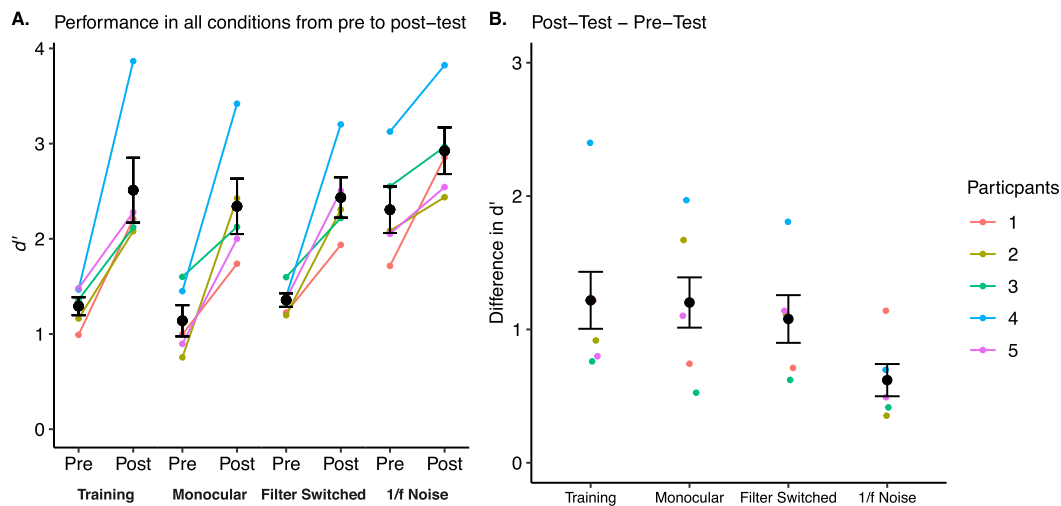 A. Performance in all conditions from pre to post−test
4
3
2
1
0
d'
Pre Post Pre Post Pre Post Pre Post
Training Monocular Filter Switched 1/f Noise
B. Post−Test − Pre−Test
3
2
1
0
Difference in d'
Training Monocular Filter Switched 1/f Noise
Particpants
1
2
3
4
5